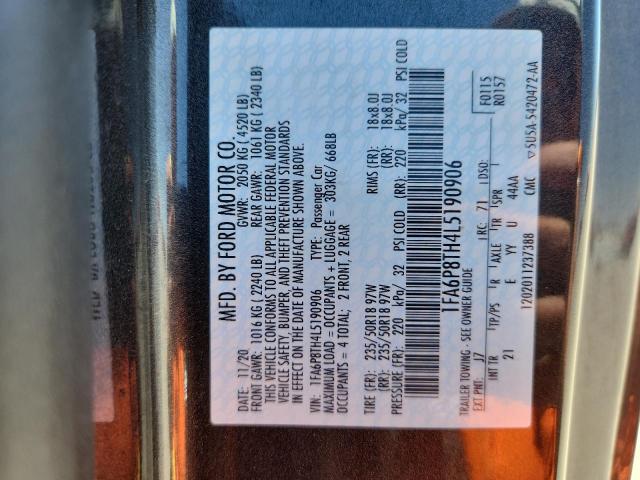 MFD. BY FORD MOTOR CO.
DATE: 11/20 GVWR: 2050 KG ( 4520 LB)
FRONT GAWR: 1016 KG ( 2240 LB) REAR GAWR: 1061 KG ( 2340 LB)
THIS VEHICLE CONFORMS TO ALL APPLICABLE FEDERAL MOTOR
VEHICLE SAFETY, BUMPER, AND THEFT PREVENTION STANDARDS
IN EFFECT ON THE DATE OF MANUFACTURE SHOWN ABOVE.
VIN: 1FA6P8TH4L5190906 TYPE: Passenger Car
MAXIMUM LOAD = OCCUPANTS + LUGGAGE = 303KG/ 668LB
OCCUPANTS = 4 TOTAL; 2 FRONT, 2 REAR
TIRE (FR): 235/50R18 97W RIMS (FR): 18x8.0J
(RR): 235/50R18 97W (RR): 18x8.0J
PRESSURE (FR): 220 kPa/ 32 PSI COLD (RR): 220 kPa/ 32 PSI COLD
1FA6P8TH4L5190906
TRAILER TOWING - SEE OWNER GUIDE
F0115
R0157
EXT PNT: J7 RC: 71 DSO:
INT TR TP/PS R AXLE TR SPR
21 E YY U 44AA
1202011237388 CMC ▽5U5A-5420472-AA